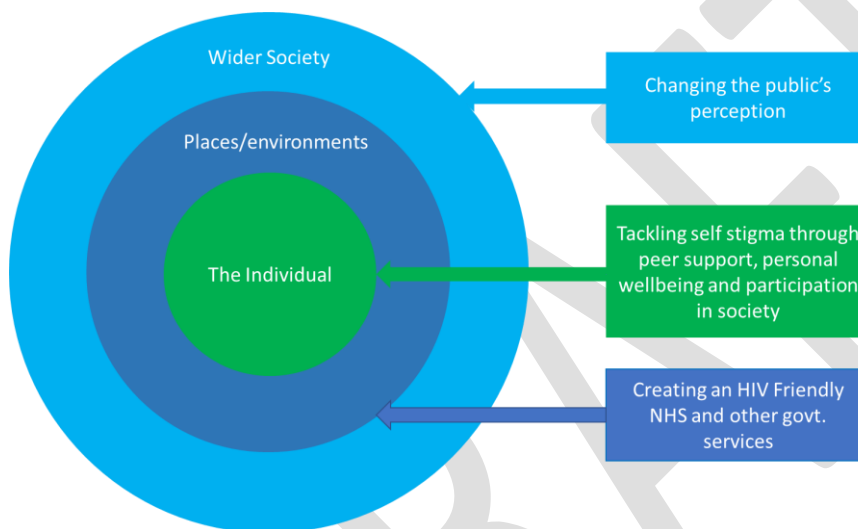 Wider Society
Places/environments
The Individual
Changing the public's
perception
Tackling self stigma through
peer support, personal
wellbeing and participation
in society
Creating an HIV Friendly
NHS and other govt.
services